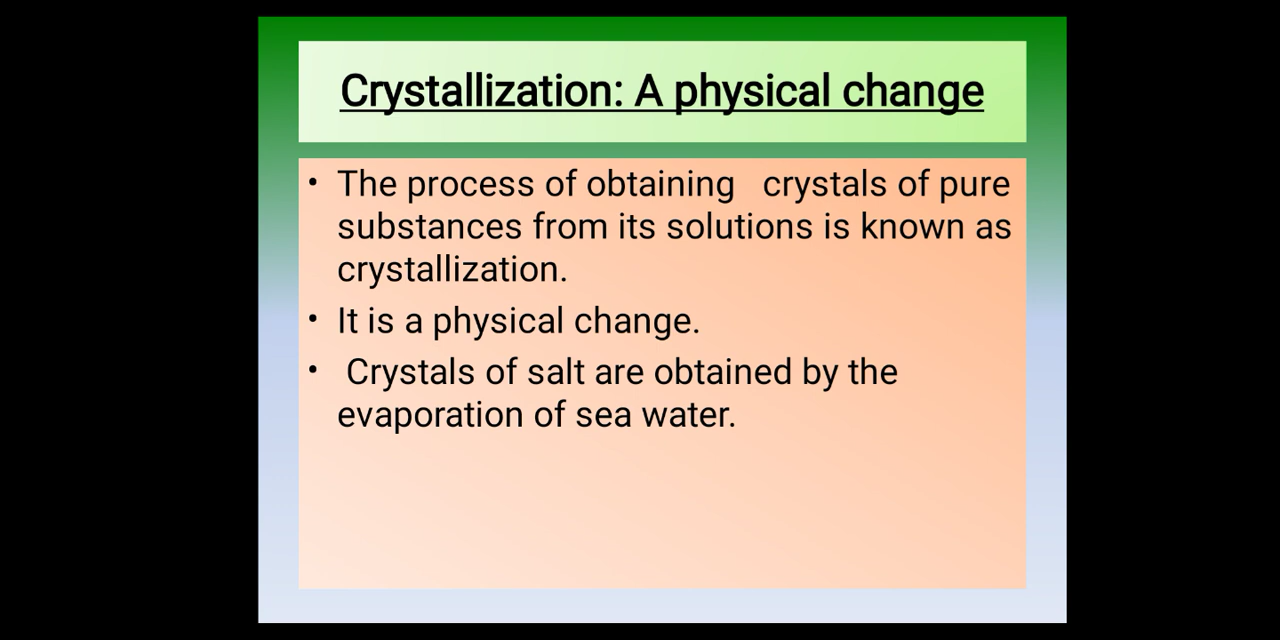 Crystallization: A physical change
• The process of obtaining   crystals of pure
substances from its solutions is known as
crystallization.
• It is a physical change.
•  Crystals of salt are obtained by the
evaporation of sea water.